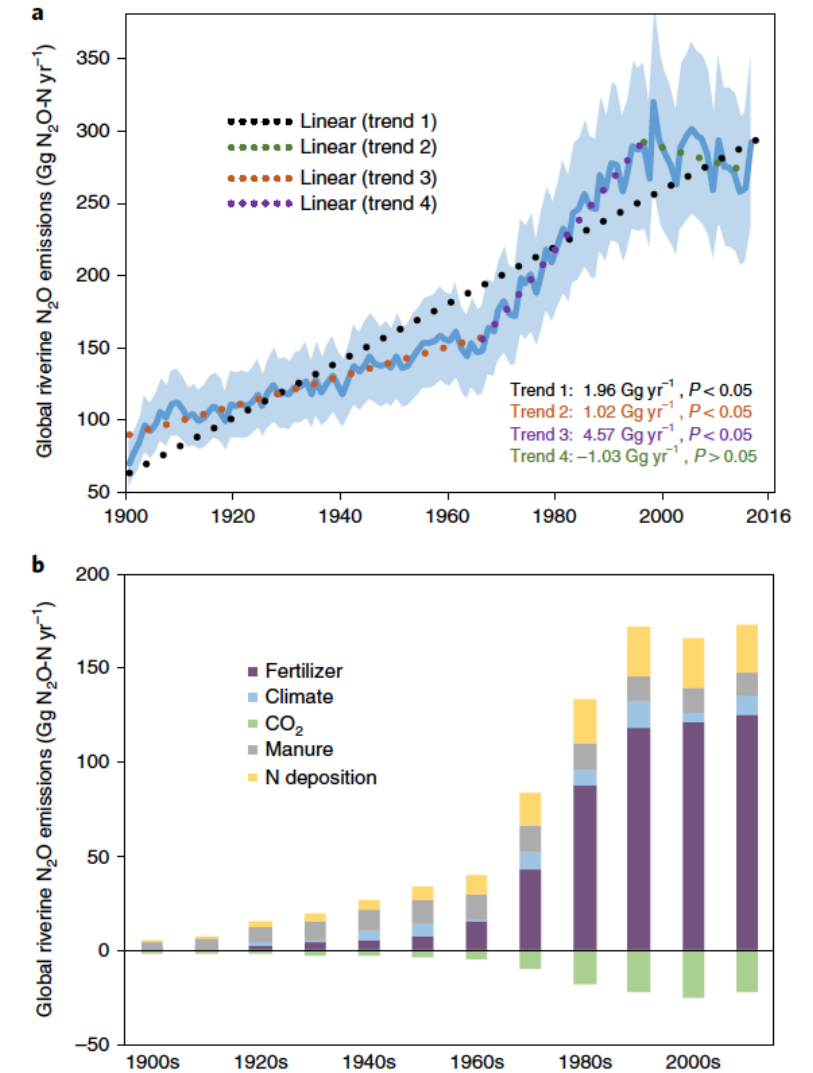 a
Global riverine N₂O emissions (Gg N₂O-N yr⁻¹)
350
300
250
200
150
100
50
Linear (trend 1)
Linear (trend 2)
Linear (trend 3)
Linear (trend 4)
Trend 1: 1.96 Gg yr⁻¹, P < 0.05
Trend 2: 1.02 Gg yr⁻¹, P < 0.05
Trend 3: 4.57 Gg yr⁻¹, P < 0.05
Trend 4: –1.03 Gg yr⁻¹, P > 0.05
1900 1920 1940 1960 1980 2000 2016
b
Global riverine N₂O emissions (Gg N₂O-N yr⁻¹)
200
150
100
50
0
–50
Fertilizer
Climate
CO₂
Manure
N deposition
1900s 1920s 1940s 1960s 1980s 2000s